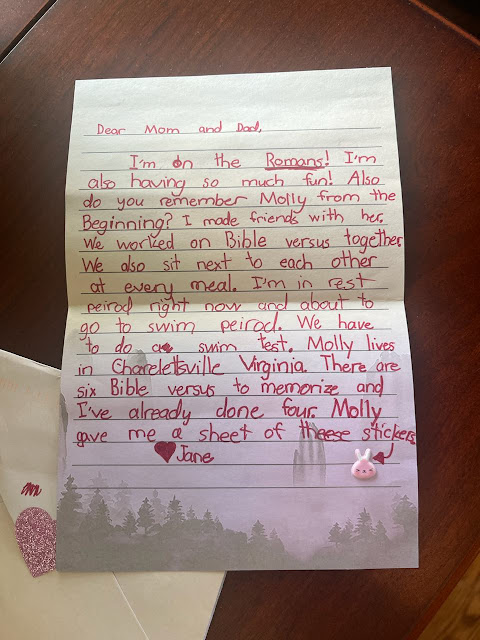 Dear Mom and Dad,
I'm on the Romans! I'm
also having so much fun! Also
do you remember Molly from the
Beginning? I made friends with her.
We worked on Bible versus together
We also sit next to each other
at every meal. I'm in rest
peirod right now and about to
go to swim peirod. We have
to do a swim test. Molly lives
in Charelettsville Virginia. There are
six Bible versus to memorize and
I've already done four. Molly
gave me a sheet of theese stickers
Jane